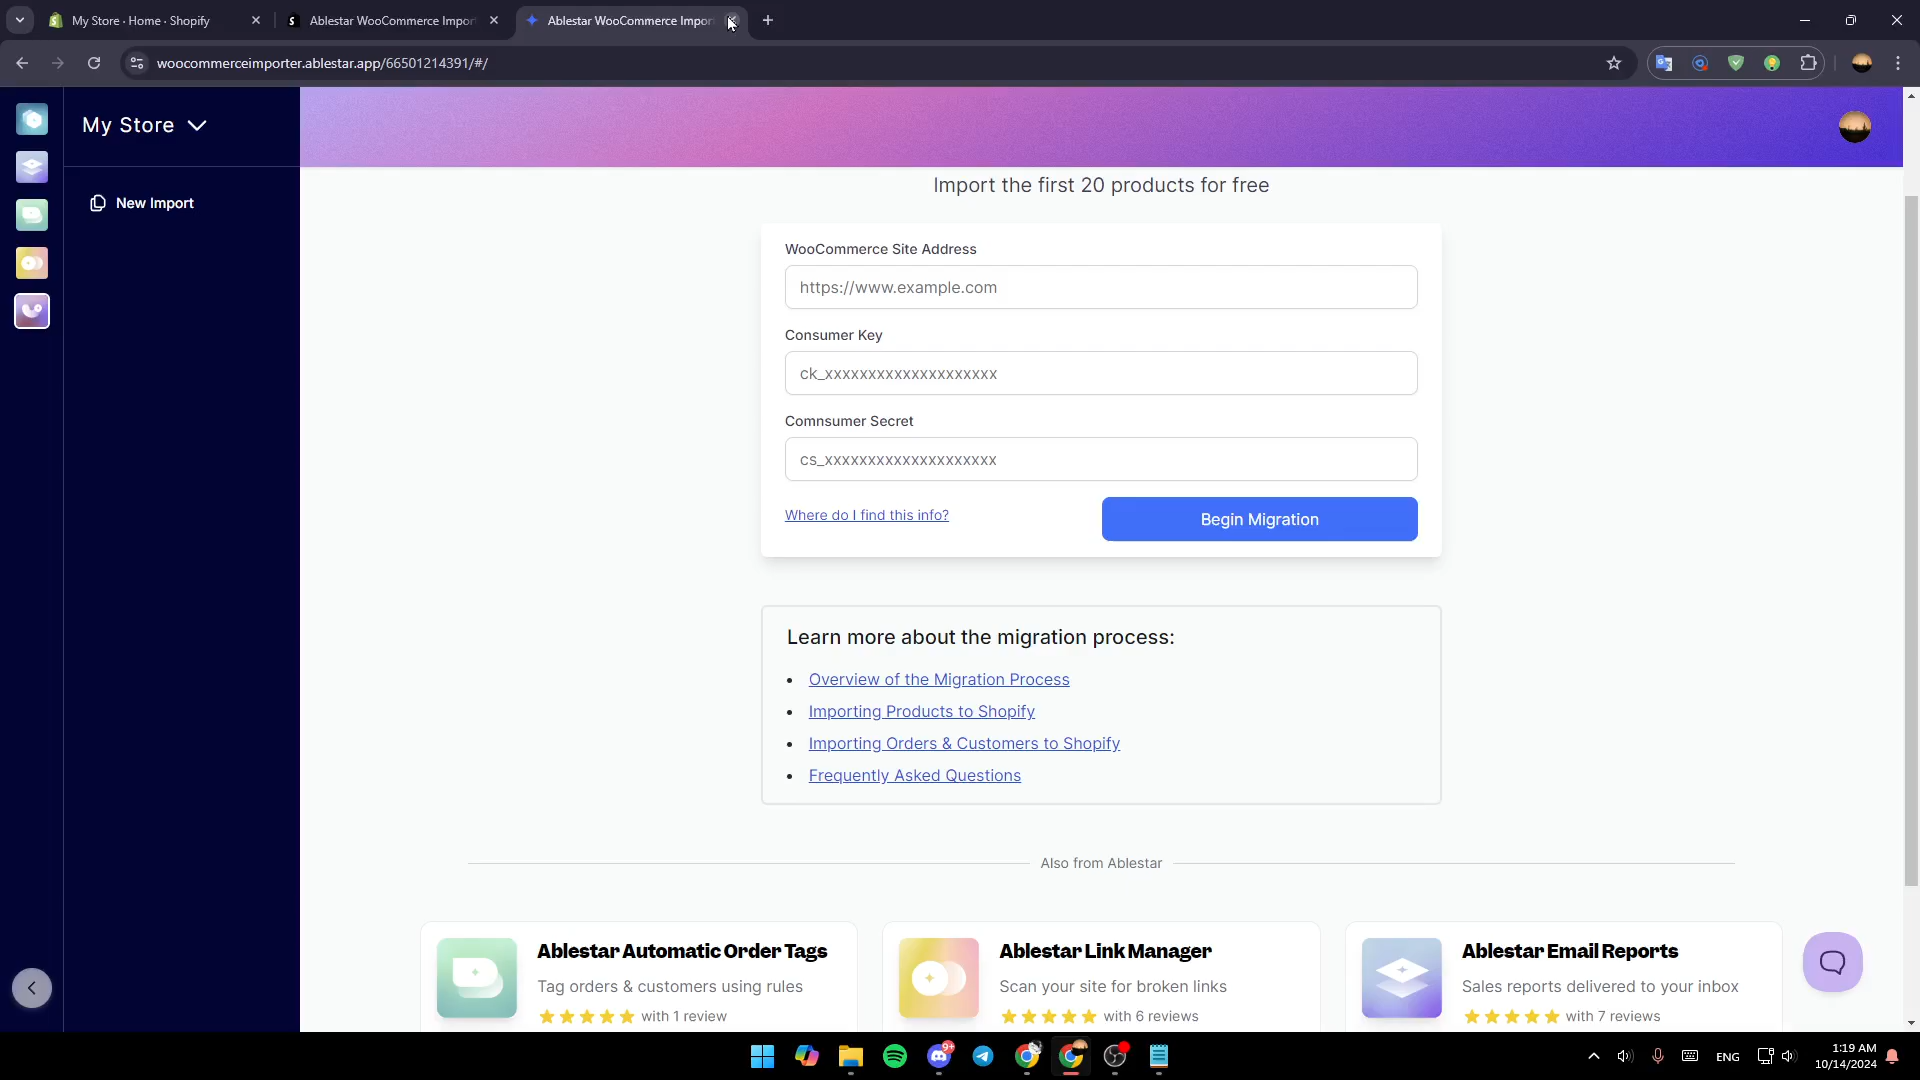 My Store · Home · Shopify
Ablestar WooCommerce Impor
Ablestar WooCommerce Impor
woocommerceimporter.ablestar.app/66501214391/#/
My Store
New Import
Import the first 20 products for free
WooCommerce Site Address
https://www.example.com
Consumer Key
ck_xxxxxxxxxxxxxxxxxxxx
Comnsumer Secret
cs_xxxxxxxxxxxxxxxxxxxx
Where do I find this info?
Begin Migration
Learn more about the migration process:
• Overview of the Migration Process
• Importing Products to Shopify
• Importing Orders & Customers to Shopify
• Frequently Asked Questions
Also from Ablestar
Ablestar Automatic Order Tags
Tag orders & customers using rules
with 1 review
Ablestar Link Manager
Scan your site for broken links
with 6 reviews
Ablestar Email Reports
Sales reports delivered to your inbox
with 7 reviews
9+
ENG
1:19 AM
10/14/2024